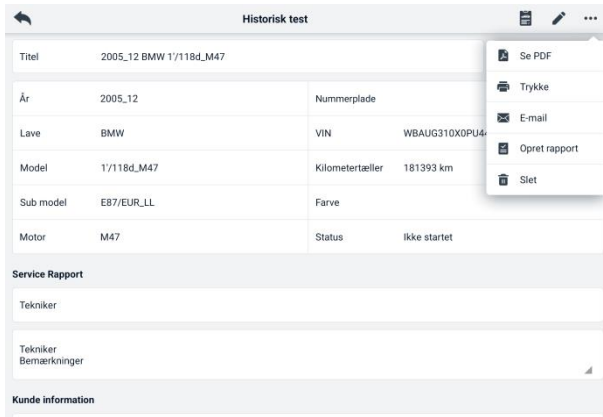 Historisk test
Titel 2005_12 BMW 1'/118d_M47
Se PDF
Trykke
E-mail
Opret rapport
Slet
År 2005_12 Nummerplade
Lave BMW VIN
Model 1'/118d_M47 Kilometertæller 181393 km
Sub model E87/EUR_LL Farve
Motor M47 Status Ikke startet
Service Rapport
Tekniker
Tekniker
Bemærkninger
Kunde information